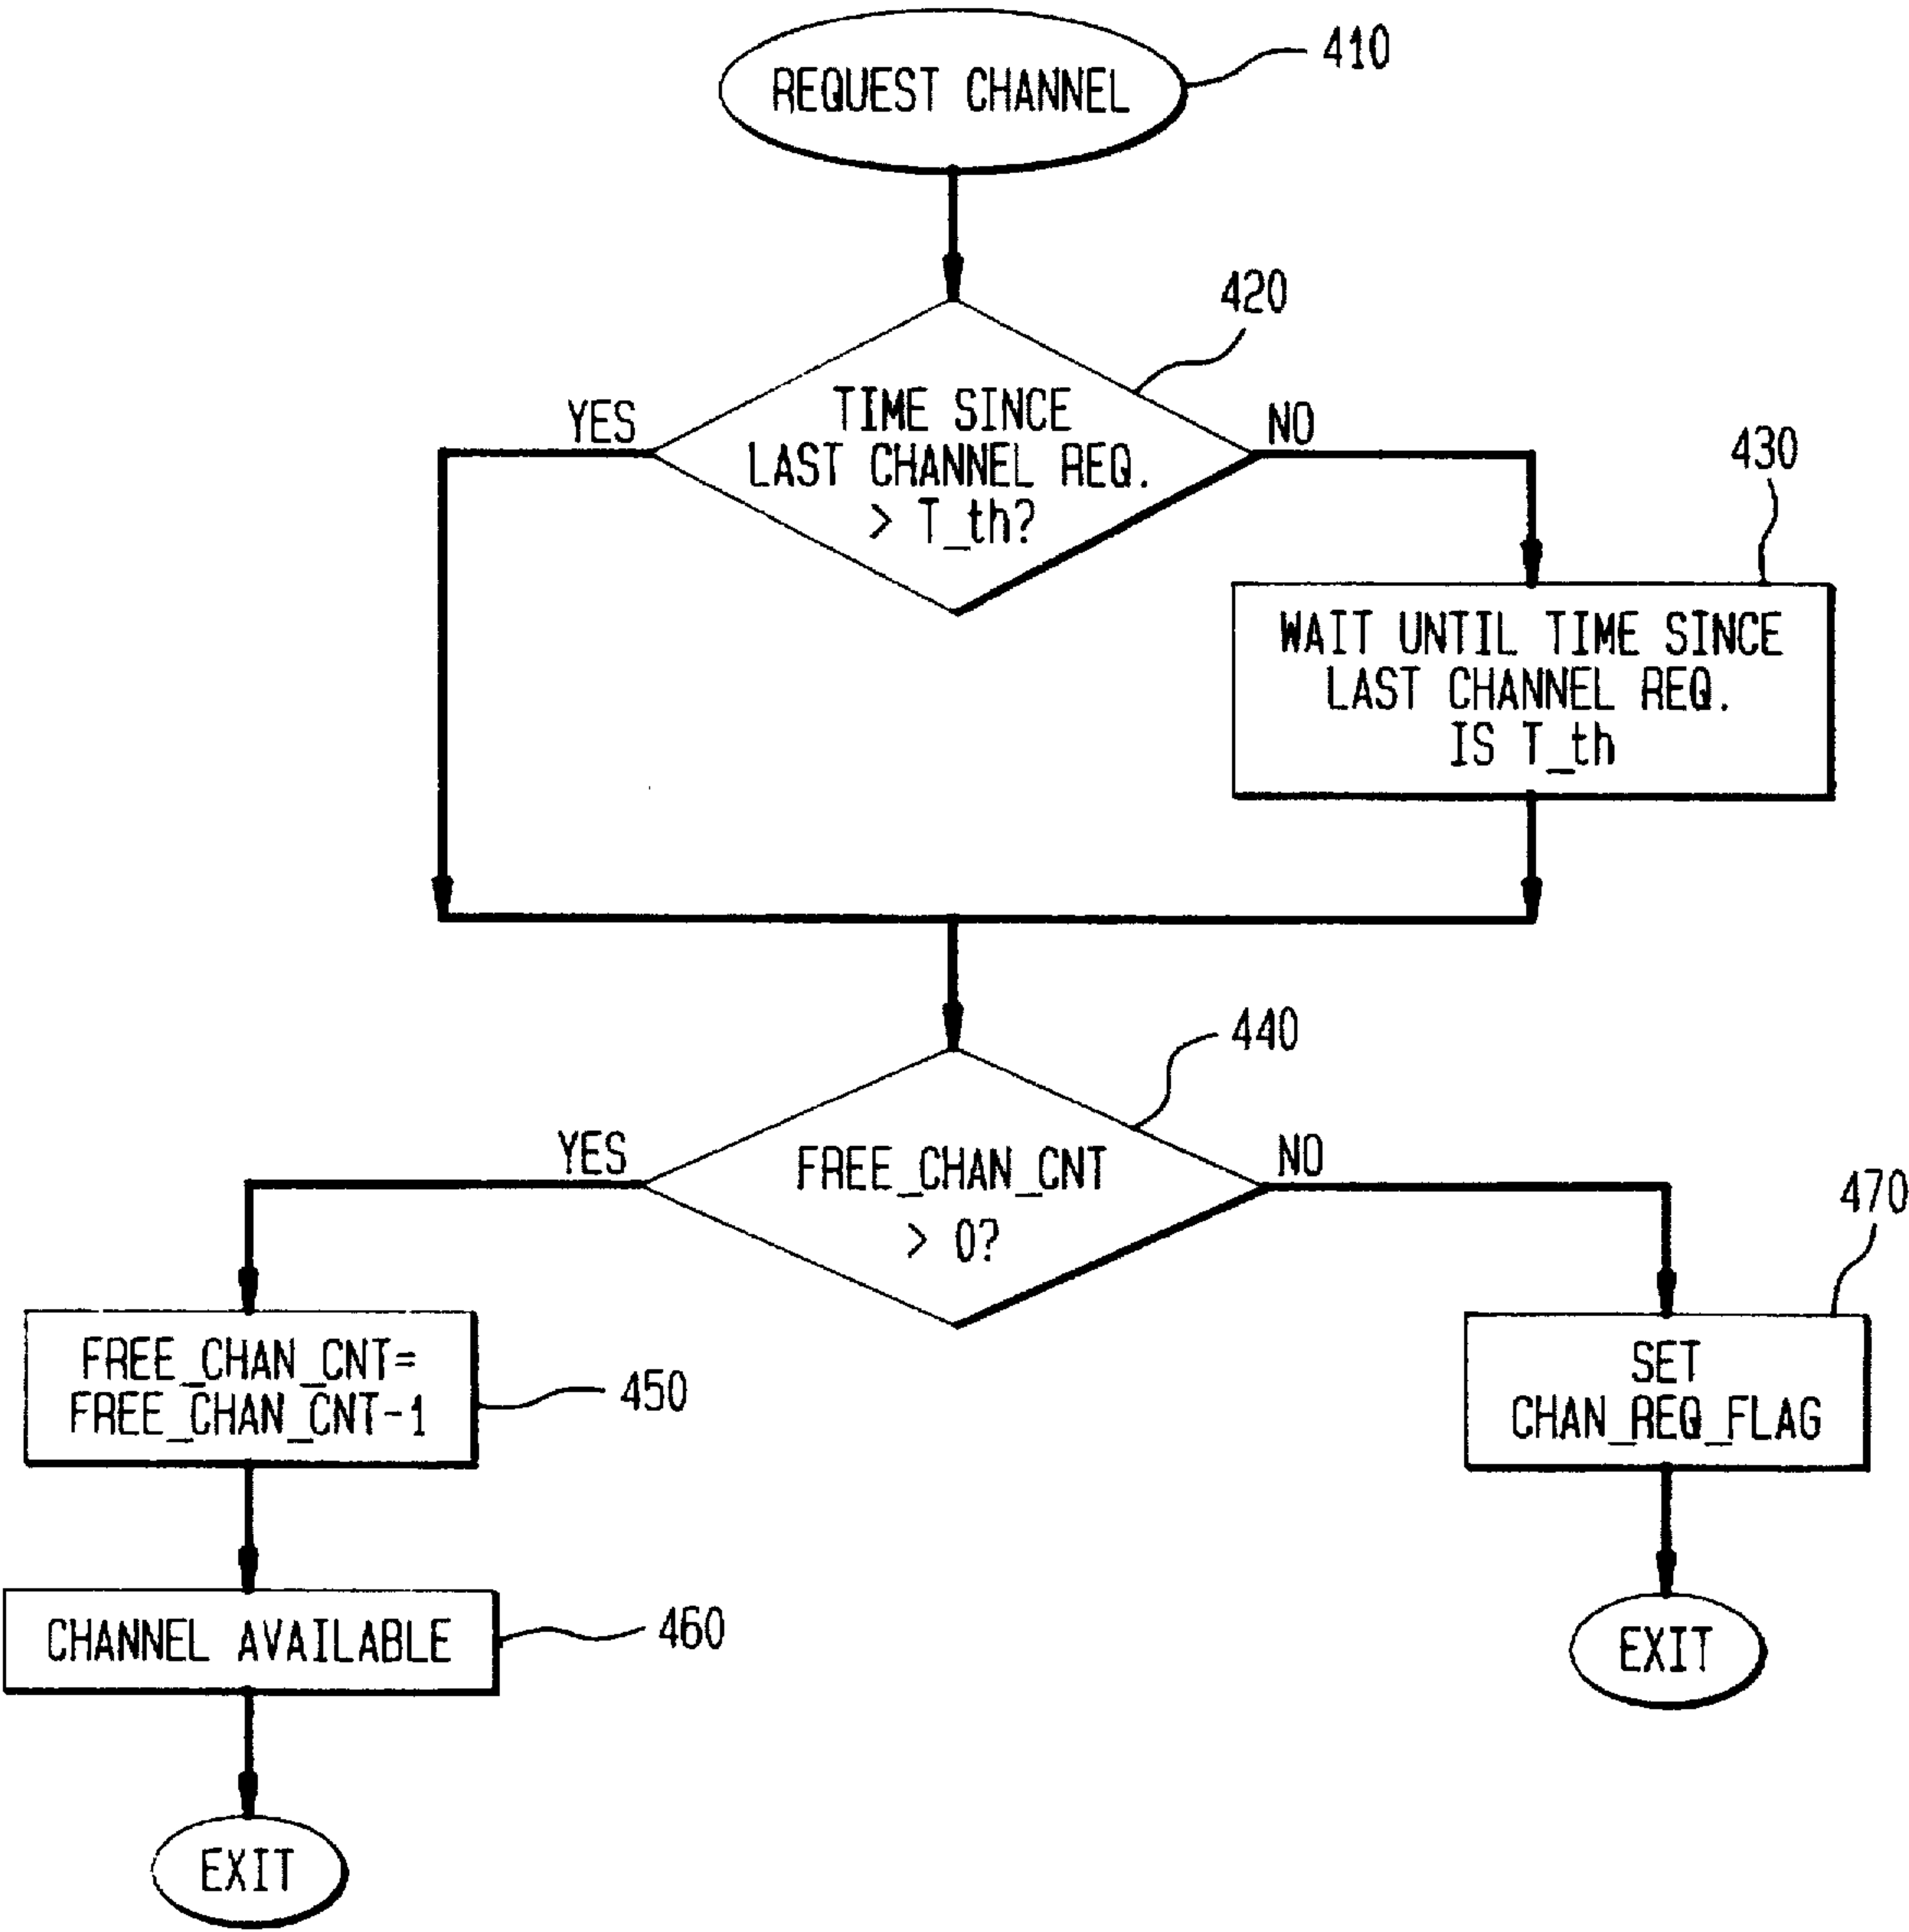 REQUEST CHANNEL
410
420
TIME SINCE
LAST CHANNEL REQ.
> T_th?
YES
NO
430
WAIT UNTIL TIME SINCE
LAST CHANNEL REQ.
IS T_th
440
FREE_CHAN_CNT
> 0?
YES
NO
470
FREE_CHAN_CNT=
FREE_CHAN_CNT-1
450
SET
CHAN_REQ_FLAG
CHANNEL AVAILABLE
460
EXIT
EXIT